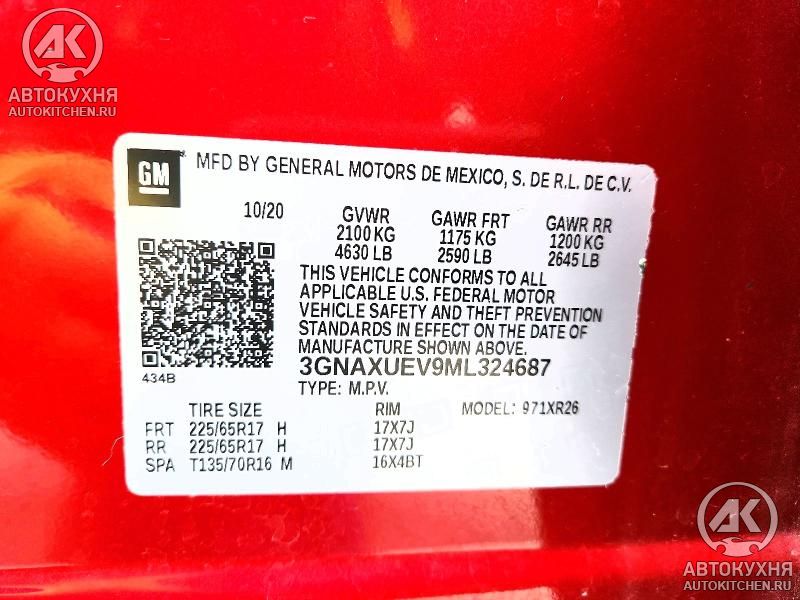 AK
АВТОКУХНЯ
AUTOKITCHEN.RU
GM MFD BY GENERAL MOTORS DE MEXICO, S. DE R.L. DE C.V.
10/20 GVWR GAWR FRT GAWR RR
2100 KG 1175 KG 1200 KG
4630 LB 2590 LB 2645 LB
THIS VEHICLE CONFORMS TO ALL
APPLICABLE U.S. FEDERAL MOTOR
VEHICLE SAFETY AND THEFT PREVENTION
STANDARDS IN EFFECT ON THE DATE OF
MANUFACTURE SHOWN ABOVE.
3GNAXUEV9ML324687
434B TYPE: M.P.V.
TIRE SIZE RIM MODEL: 971XR26
FRT 225/65R17 H 17X7J
RR 225/65R17 H 17X7J
SPA T135/70R16 M 16X4BT
AK
АВТОКУХНЯ
AUTOKITCHEN.RU